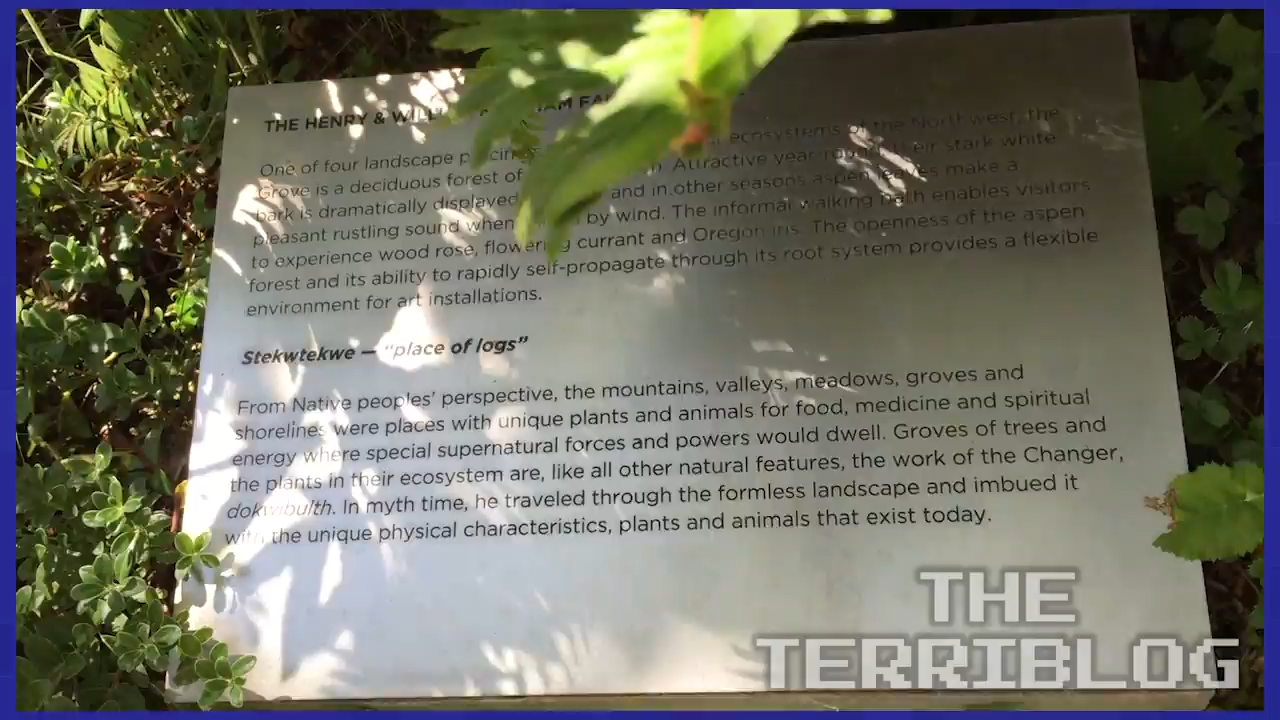 THE HENRY & WILL
One of four landscape ecosystems of the Northwest, the
Grove is a deciduous forest of Attractive year-round, their stark white
bark is dramatically displayed and in other seasons aspen leaves make a
pleasant rustling sound when by wind. The informal walking path enables visitors
to experience wood rose, flowering currant and Oregon iris. The openness of the aspen
forest and its ability to rapidly self-propagate through its root system provides a flexible
environment for art installations.
Stekwtekwe — “place of logs”
From Native peoples’ perspective, the mountains, valleys, meadows, groves and
shorelines were places with unique plants and animals for food, medicine and spiritual
energy where special supernatural forces and powers would dwell. Groves of trees and
the plants in their ecosystem are, like all other natural features, the work of the Changer,
dokwibulth. In myth time, he traveled through the formless landscape and imbued it
with the unique physical characteristics, plants and animals that exist today.
THE
TERRIBLOG